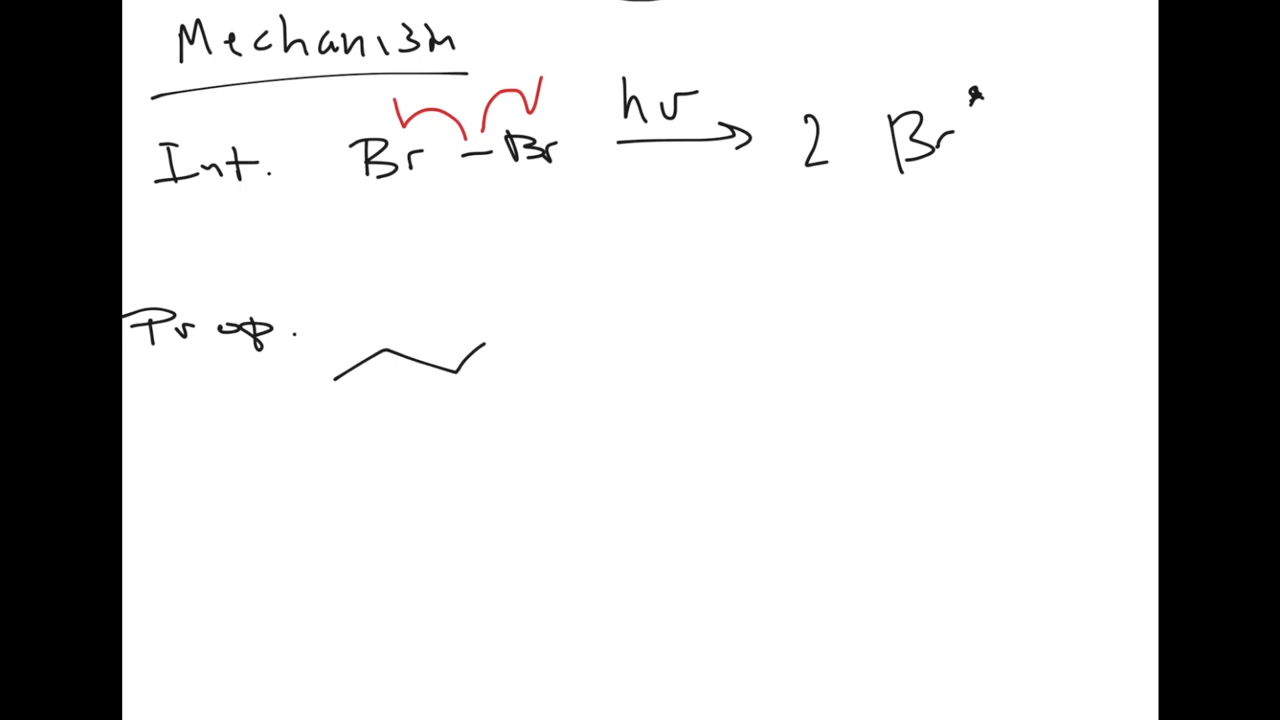 Mechanism
Int. Br - Br hν 2 Br•
Prop.